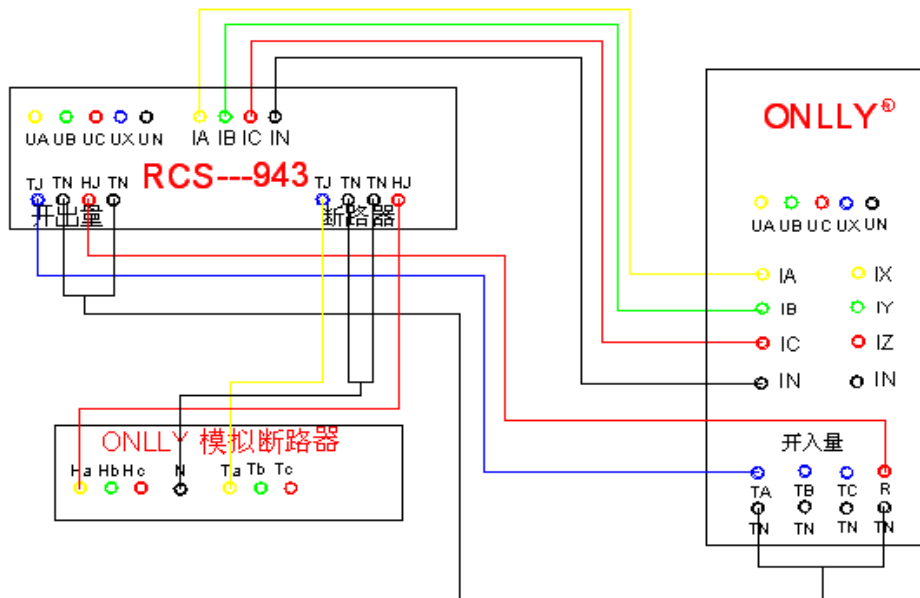 UA UB UC UX UN IA IB IC IN
RCS---943
TJ TN HJ TN TJ TN TN HJ
开出量 断路器
ONLLY 模拟断路器
Ha Hb Hc N Ta Tb Tc
ONLLY®
UA UB UC UX UN
IA IX
IB IY
IC IZ
IN IN
开入量
TA TB TC R
TN TN TN TN